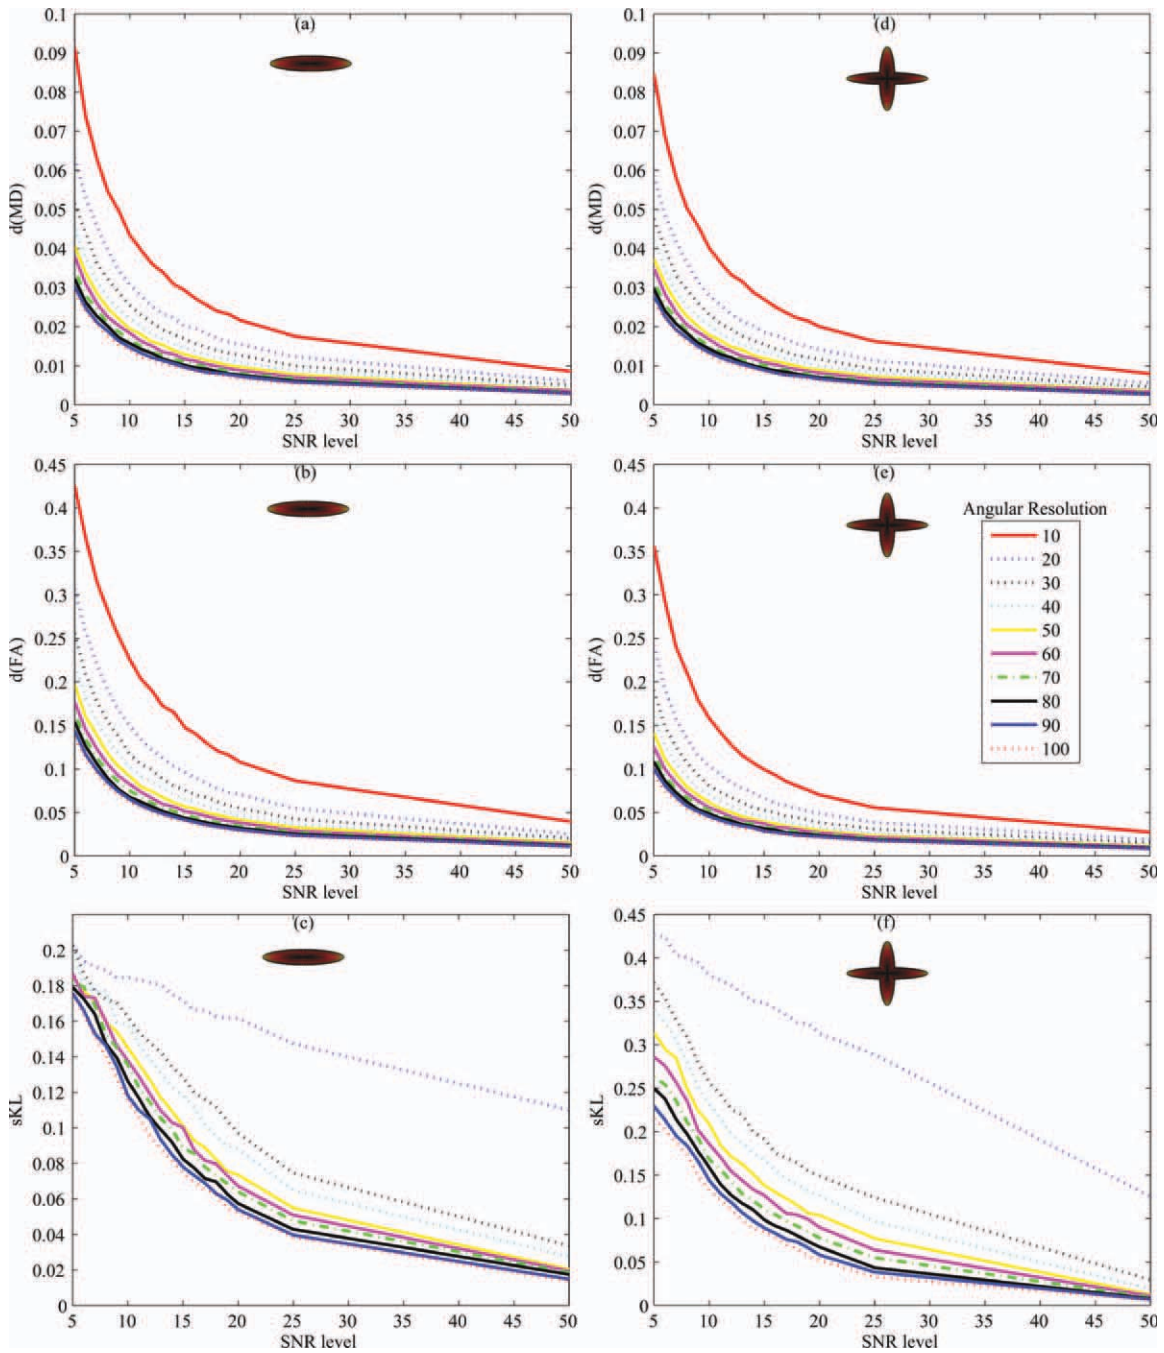 (a)
0.1
0.09
0.08
0.07
0.06
0.05
0.04
0.03
0.02
0.01
0
d(MD)
5 10 15 20 25 30 35 40 45 50
SNR level
(d)
0.1
0.09
0.08
0.07
0.06
0.05
0.04
0.03
0.02
0.01
0
d(MD)
5 10 15 20 25 30 35 40 45 50
SNR level
(b)
0.45
0.4
0.35
0.3
0.25
0.2
0.15
0.1
0.05
0
d(FA)
5 10 15 20 25 30 35 40 45 50
SNR level
(e)
0.45
0.4
0.35
0.3
0.25
0.2
0.15
0.1
0.05
0
d(FA)
Angular Resolution
10
20
30
40
50
60
70
80
90
100
5 10 15 20 25 30 35 40 45 50
SNR level
(c)
0.2
0.18
0.16
0.14
0.12
0.1
0.08
0.06
0.04
0.02
0
sKL
5 10 15 20 25 30 35 40 45 50
SNR level
(f)
0.45
0.4
0.35
0.3
0.25
0.2
0.15
0.1
0.05
0
sKL
5 10 15 20 25 30 35 40 45 50
SNR level